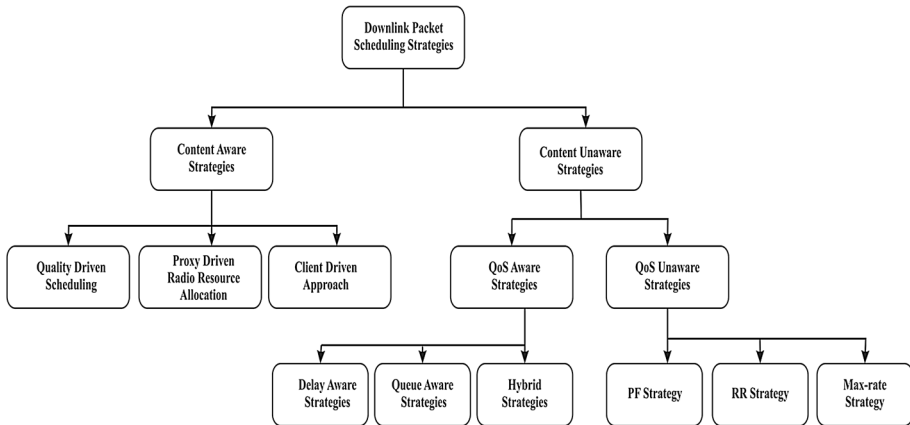 Downlink Packet
Scheduling Strategies
Content Aware
Strategies
Content Unaware
Strategies
Quality Driven
Scheduling
Proxy Driven
Radio Resource
Allocation
Client Driven
Approach
QoS Aware
Strategies
QoS Unaware
Strategies
Delay Aware
Strategies
Queue Aware
Strategies
Hybrid
Strategies
PF Strategy
RR Strategy
Max-rate
Strategy